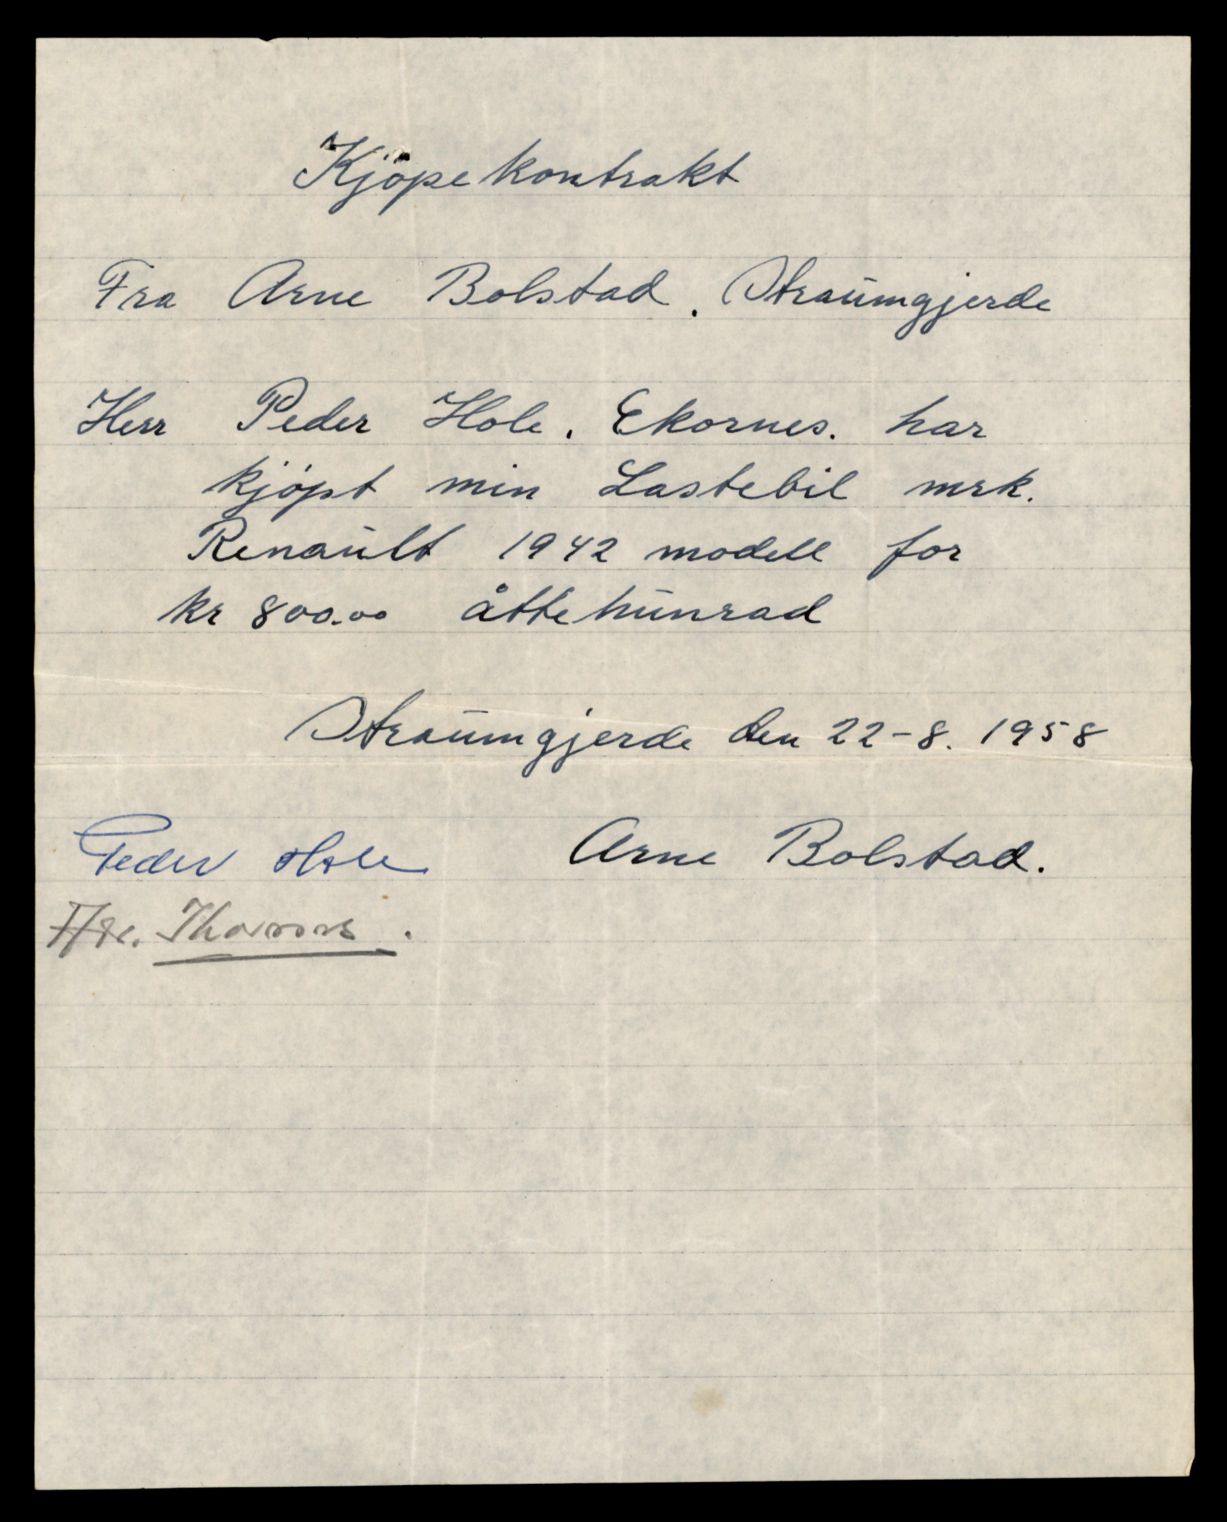 Kjöpekontrakt
Fra Arne Bolstad. Straumgjerde
Herr Peder Hole. Ekornes. har
kjöpt min Lastebil mrk.
Renault 1942 modell for
kr 800.00 åttehunrad
Straumgjerde den 22-8. 1958
Peder Hole Arne Bolstad.